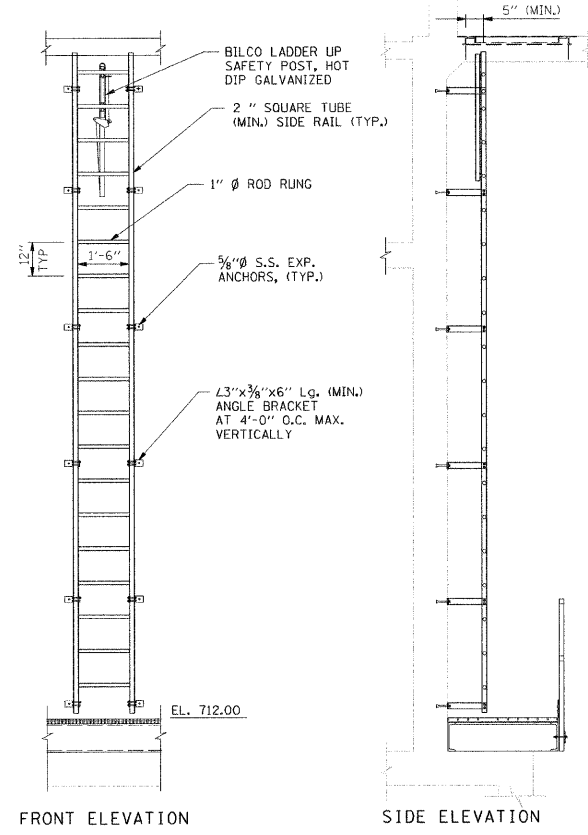 5" (MIN.)
BILCO LADDER UP
SAFETY POST, HOT
DIP GALVANIZED
2 " SQUARE TUBE
(MIN.) SIDE RAIL (TYP.)
1" Ø ROD RUNG
12"
TYP
1'-6"
⅝"Ø S.S. EXP.
ANCHORS, (TYP.)
∠3"x⅜"x6" Lg. (MIN.)
ANGLE BRACKET
AT 4'-0" O.C. MAX.
VERTICALLY
EL. 712.00
FRONT ELEVATION
SIDE ELEVATION